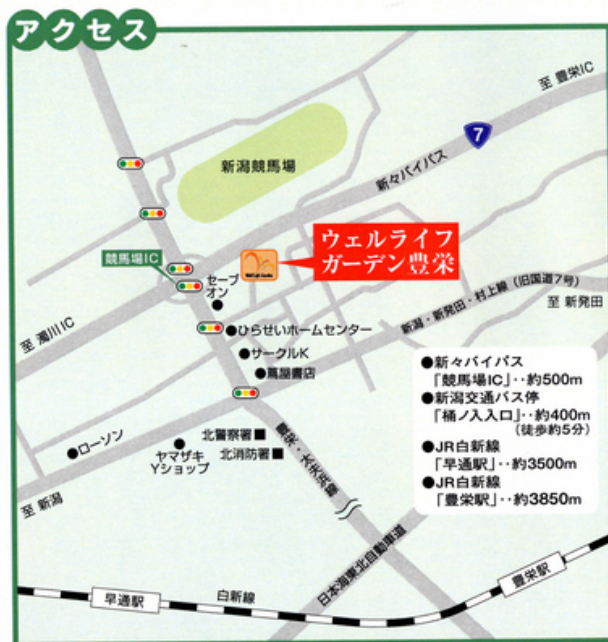 アクセス
至 豊栄IC
7
新潟競馬場
新々バイパス
ウェルライフ
ガーデン豊栄
競馬場IC
セーブ
オン
新潟・新発田・村上線(旧国道7号)
至 新発田
至 濁川IC
ひらせいホームセンター
サークルK
蔦屋書店
●新々バイパス
「競馬場IC」‥約500m
●新潟交通バス停
「桶ノ入入口」‥約400m
(徒歩約5分)
●JR白新線
「早通駅」‥約3500m
●JR白新線
「豊栄駅」‥約3850m
ローソン
ヤマザキ
Yショップ
北警察署
北消防署
豊栄・太夫浜線
至 新潟
日本海東北自動車道
早通駅
白新線
豊栄駅